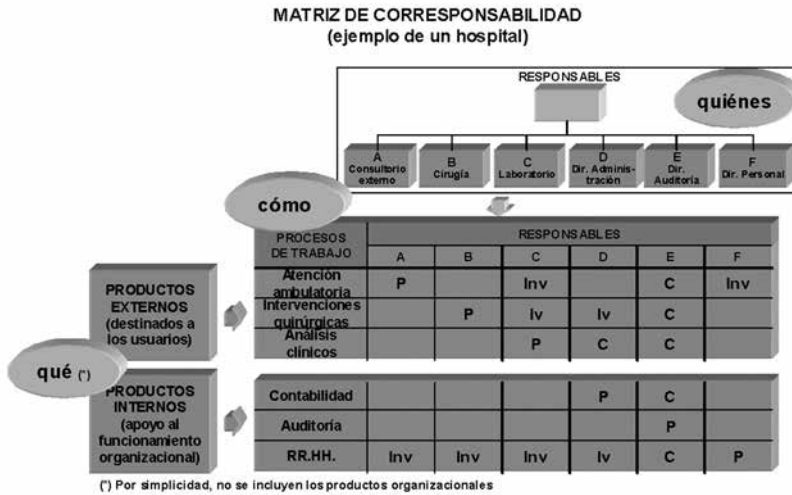 MATRIZ DE CORRESPONSABILIDAD
(ejemplo de un hospital)
RESPONSABLES
quiénes
A
Consultorio
externo
B
Cirugía
C
Laboratorio
D
Dir. Adminis-
tración
E
Dir.
Auditoría
F
Dir. Personal
cómo
PROCESOS
DE TRABAJO
RESPONSABLES
A B C D E F
PRODUCTOS
EXTERNOS
(destinados a
los usuarios)
Atención
ambulatoria P Inv C Inv
Intervenciones
quirúrgicas P Iv Iv C
Análisis
clínicos P C C
qué (*)
PRODUCTOS
INTERNOS
(apoyo al
funcionamiento
organizacional)
Contabilidad P C
Auditoría P
RR.HH. Inv Inv Inv Iv C P
(*) Por simplicidad, no se incluyen los productos organizacionales